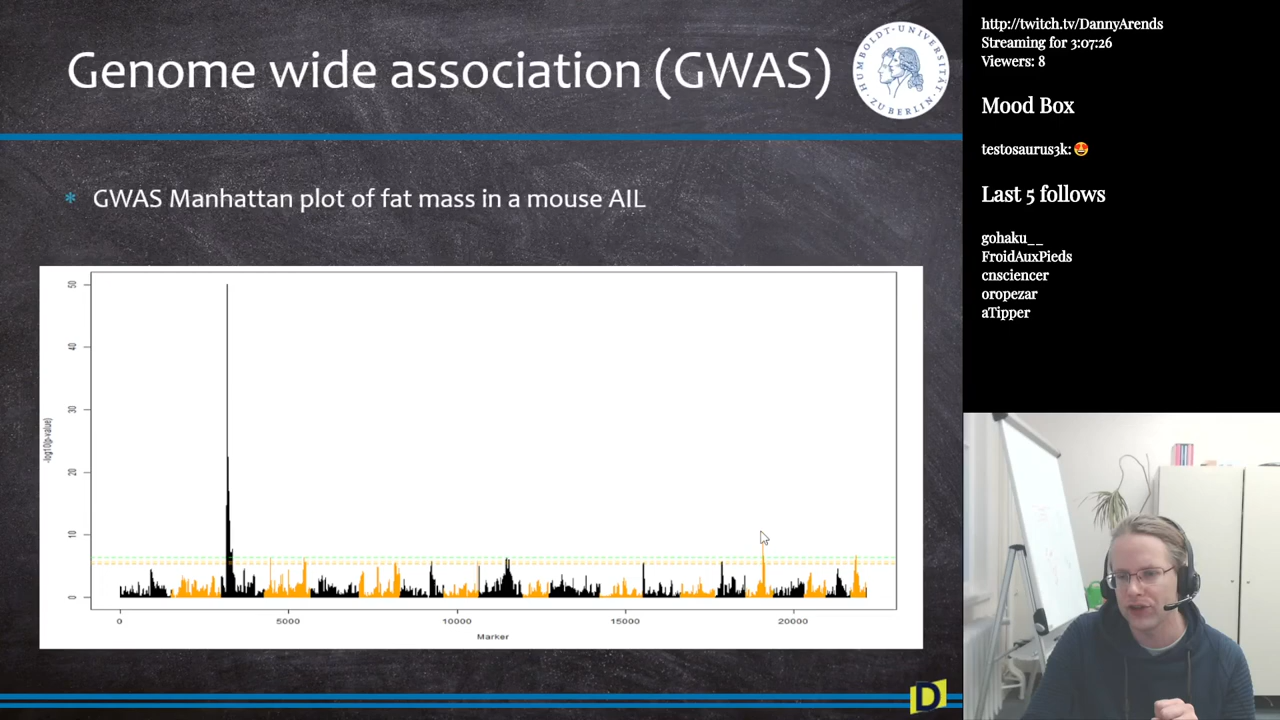 Genome wide association (GWAS)
HUMBOLDT-UNIVERSITÄT
ZU BERLIN
* GWAS Manhattan plot of fat mass in a mouse AIL
50
40
30
20
10
0
-log10(p-value)
0 5000 10000 15000 20000
Marker
D
http://twitch.tv/DannyArends
Streaming for 3:07:26
Viewers: 8
Mood Box
testosaurus3k:🤩
Last 5 follows
gohaku__
FroidAuxPieds
cnsciencer
oropezar
aTipper